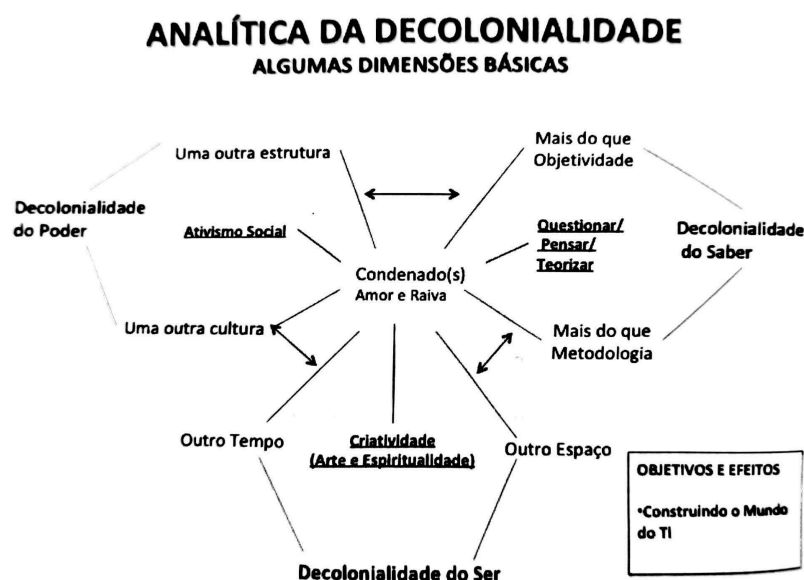 ANALÍTICA DA DECOLONIALIDADE
ALGUMAS DIMENSÕES BÁSICAS
Uma outra estrutura
Mais do que
Objetividade
Decolonialidade
do Poder
Ativismo Social
Questionar/
Pensar/
Teorizar
Decolonialidade
do Saber
Condenado(s)
Amor e Raiva
Uma outra cultura
Mais do que
Metodologia
Outro Tempo
Criatividade
(Arte e Espiritualidade)
Outro Espaço
OBJETIVOS E EFEITOS
•Construindo o Mundo
do TI
Decolonialidade do Ser